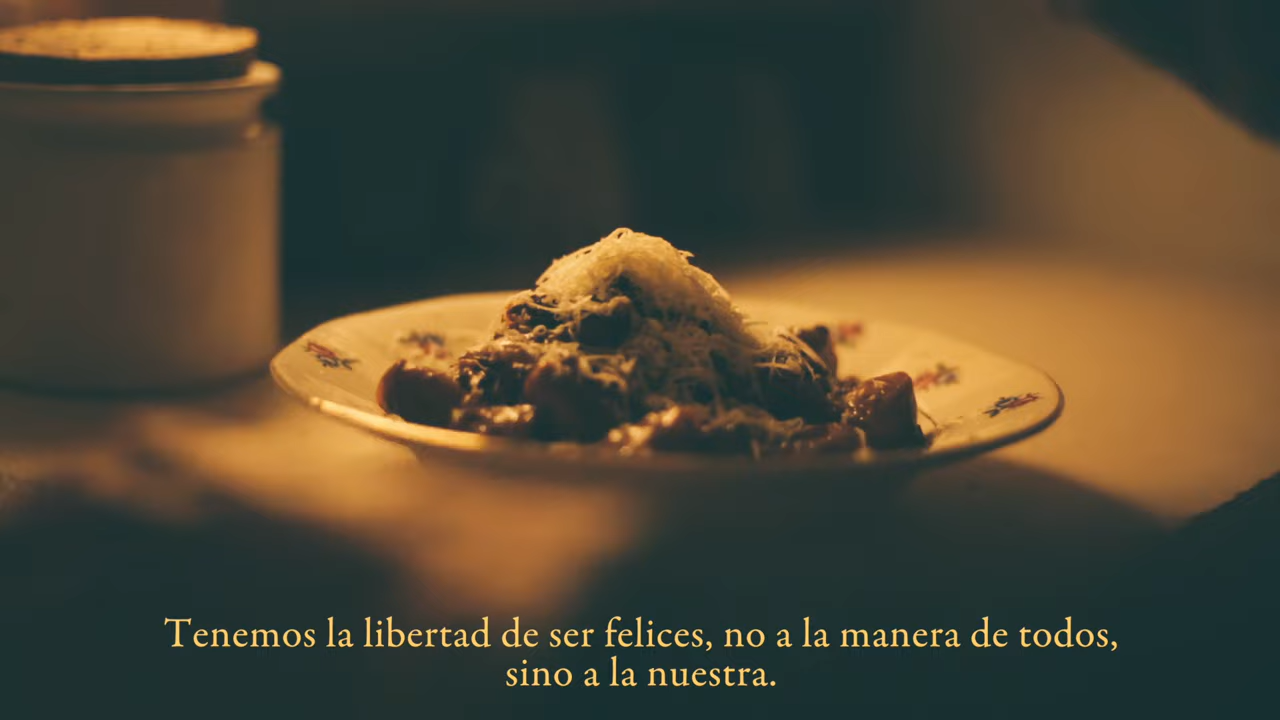 Tenemos la libertad de ser felices, no a la manera de todos,
sino a la nuestra.